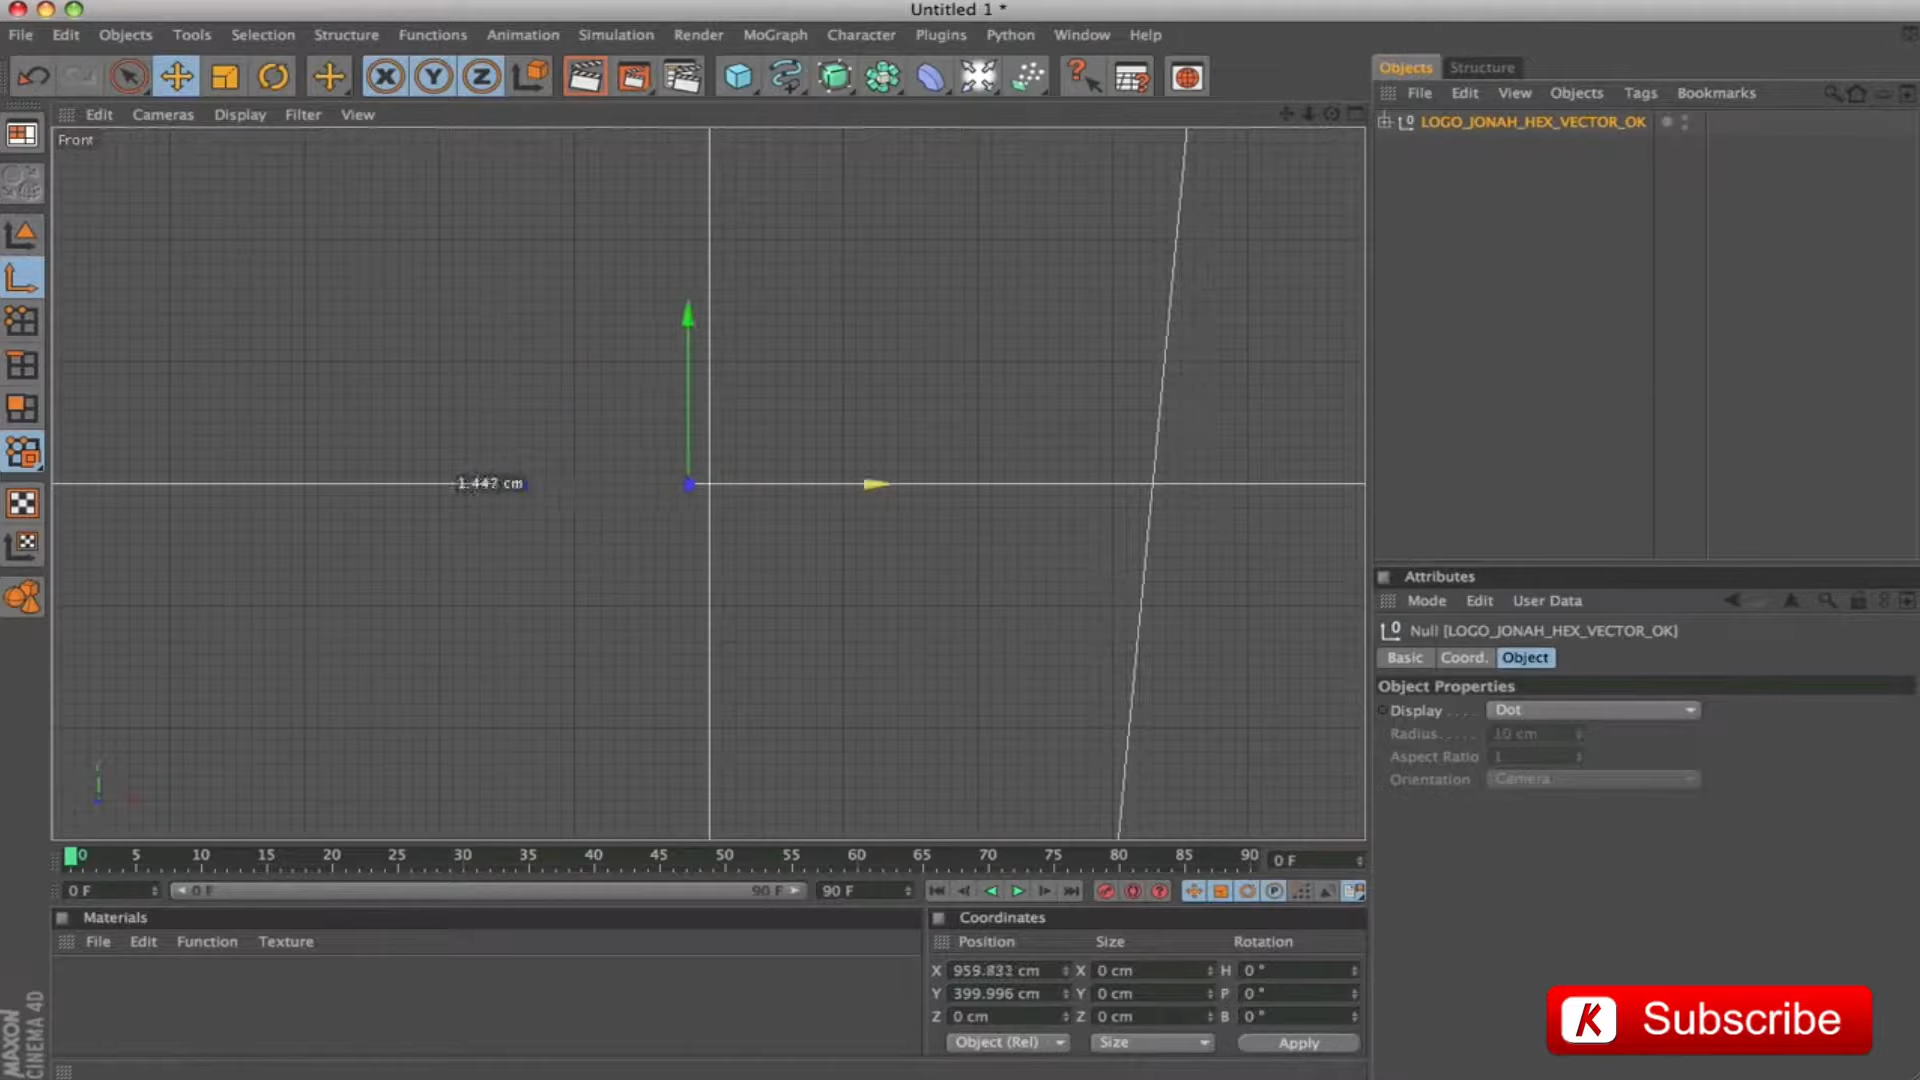 Untitled 1 *
File Edit Objects Tools Selection Structure Functions Animation Simulation Render MoGraph Character Plugins Python Window Help
X Y Z
Objects Structure
File Edit View Objects Tags Bookmarks
LOGO_JONAH_HEX_VECTOR_OK
Edit Cameras Display Filter View
Front
1.447 cm
Attributes
Mode Edit User Data
Null [LOGO_JONAH_HEX_VECTOR_OK]
Basic Coord. Object
Object Properties
Display . . . . Dot
Radius. . . . . 10 cm
Aspect Ratio 1
Orientation Camera
0 5 10 15 20 25 30 35 40 45 50 55 60 65 70 75 80 85 90 0 F
0 F 0 F 90 F 90 F
Materials
File Edit Function Texture
Coordinates
Position Size Rotation
X 959.833 cm X 0 cm H 0 °
Y 399.996 cm Y 0 cm P 0 °
Z 0 cm Z 0 cm B 0 °
Object (Rel) Size Apply
MAXON
CINEMA 4D
K Subscribe